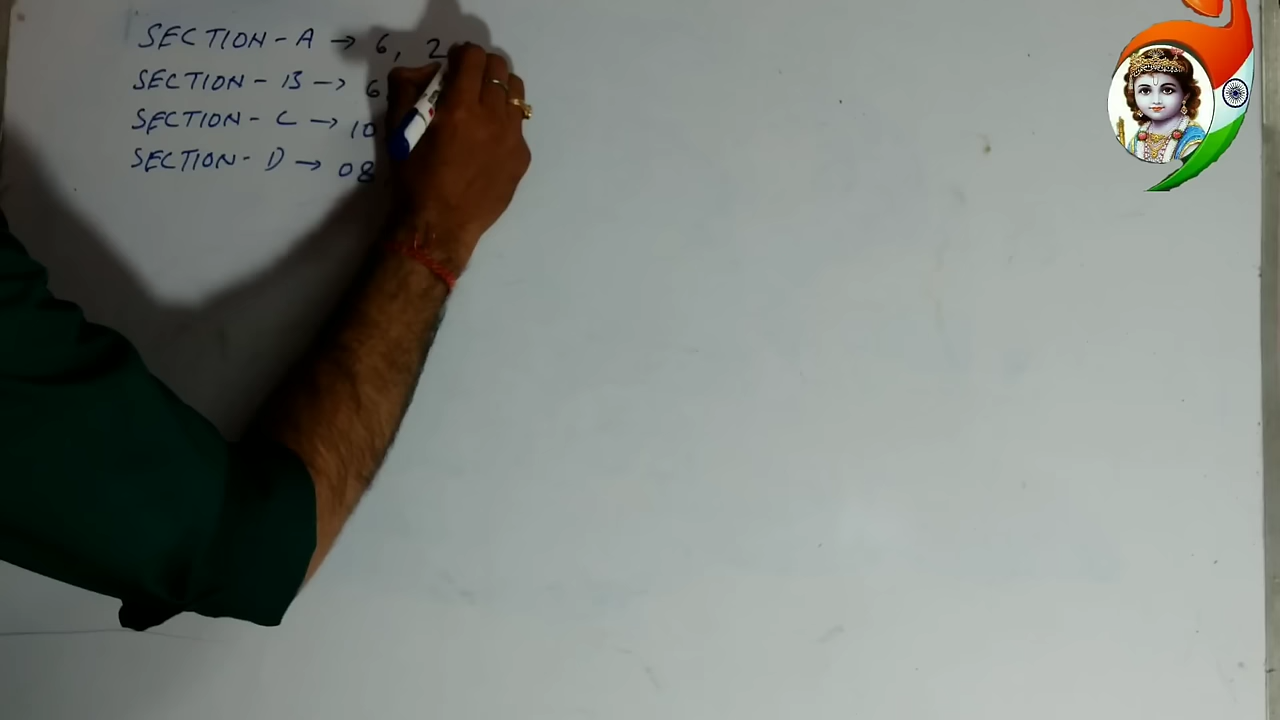 SECTION - A → 6, 2
SECTION - B → 6
SECTION - C → 10
SECTION - D → 08